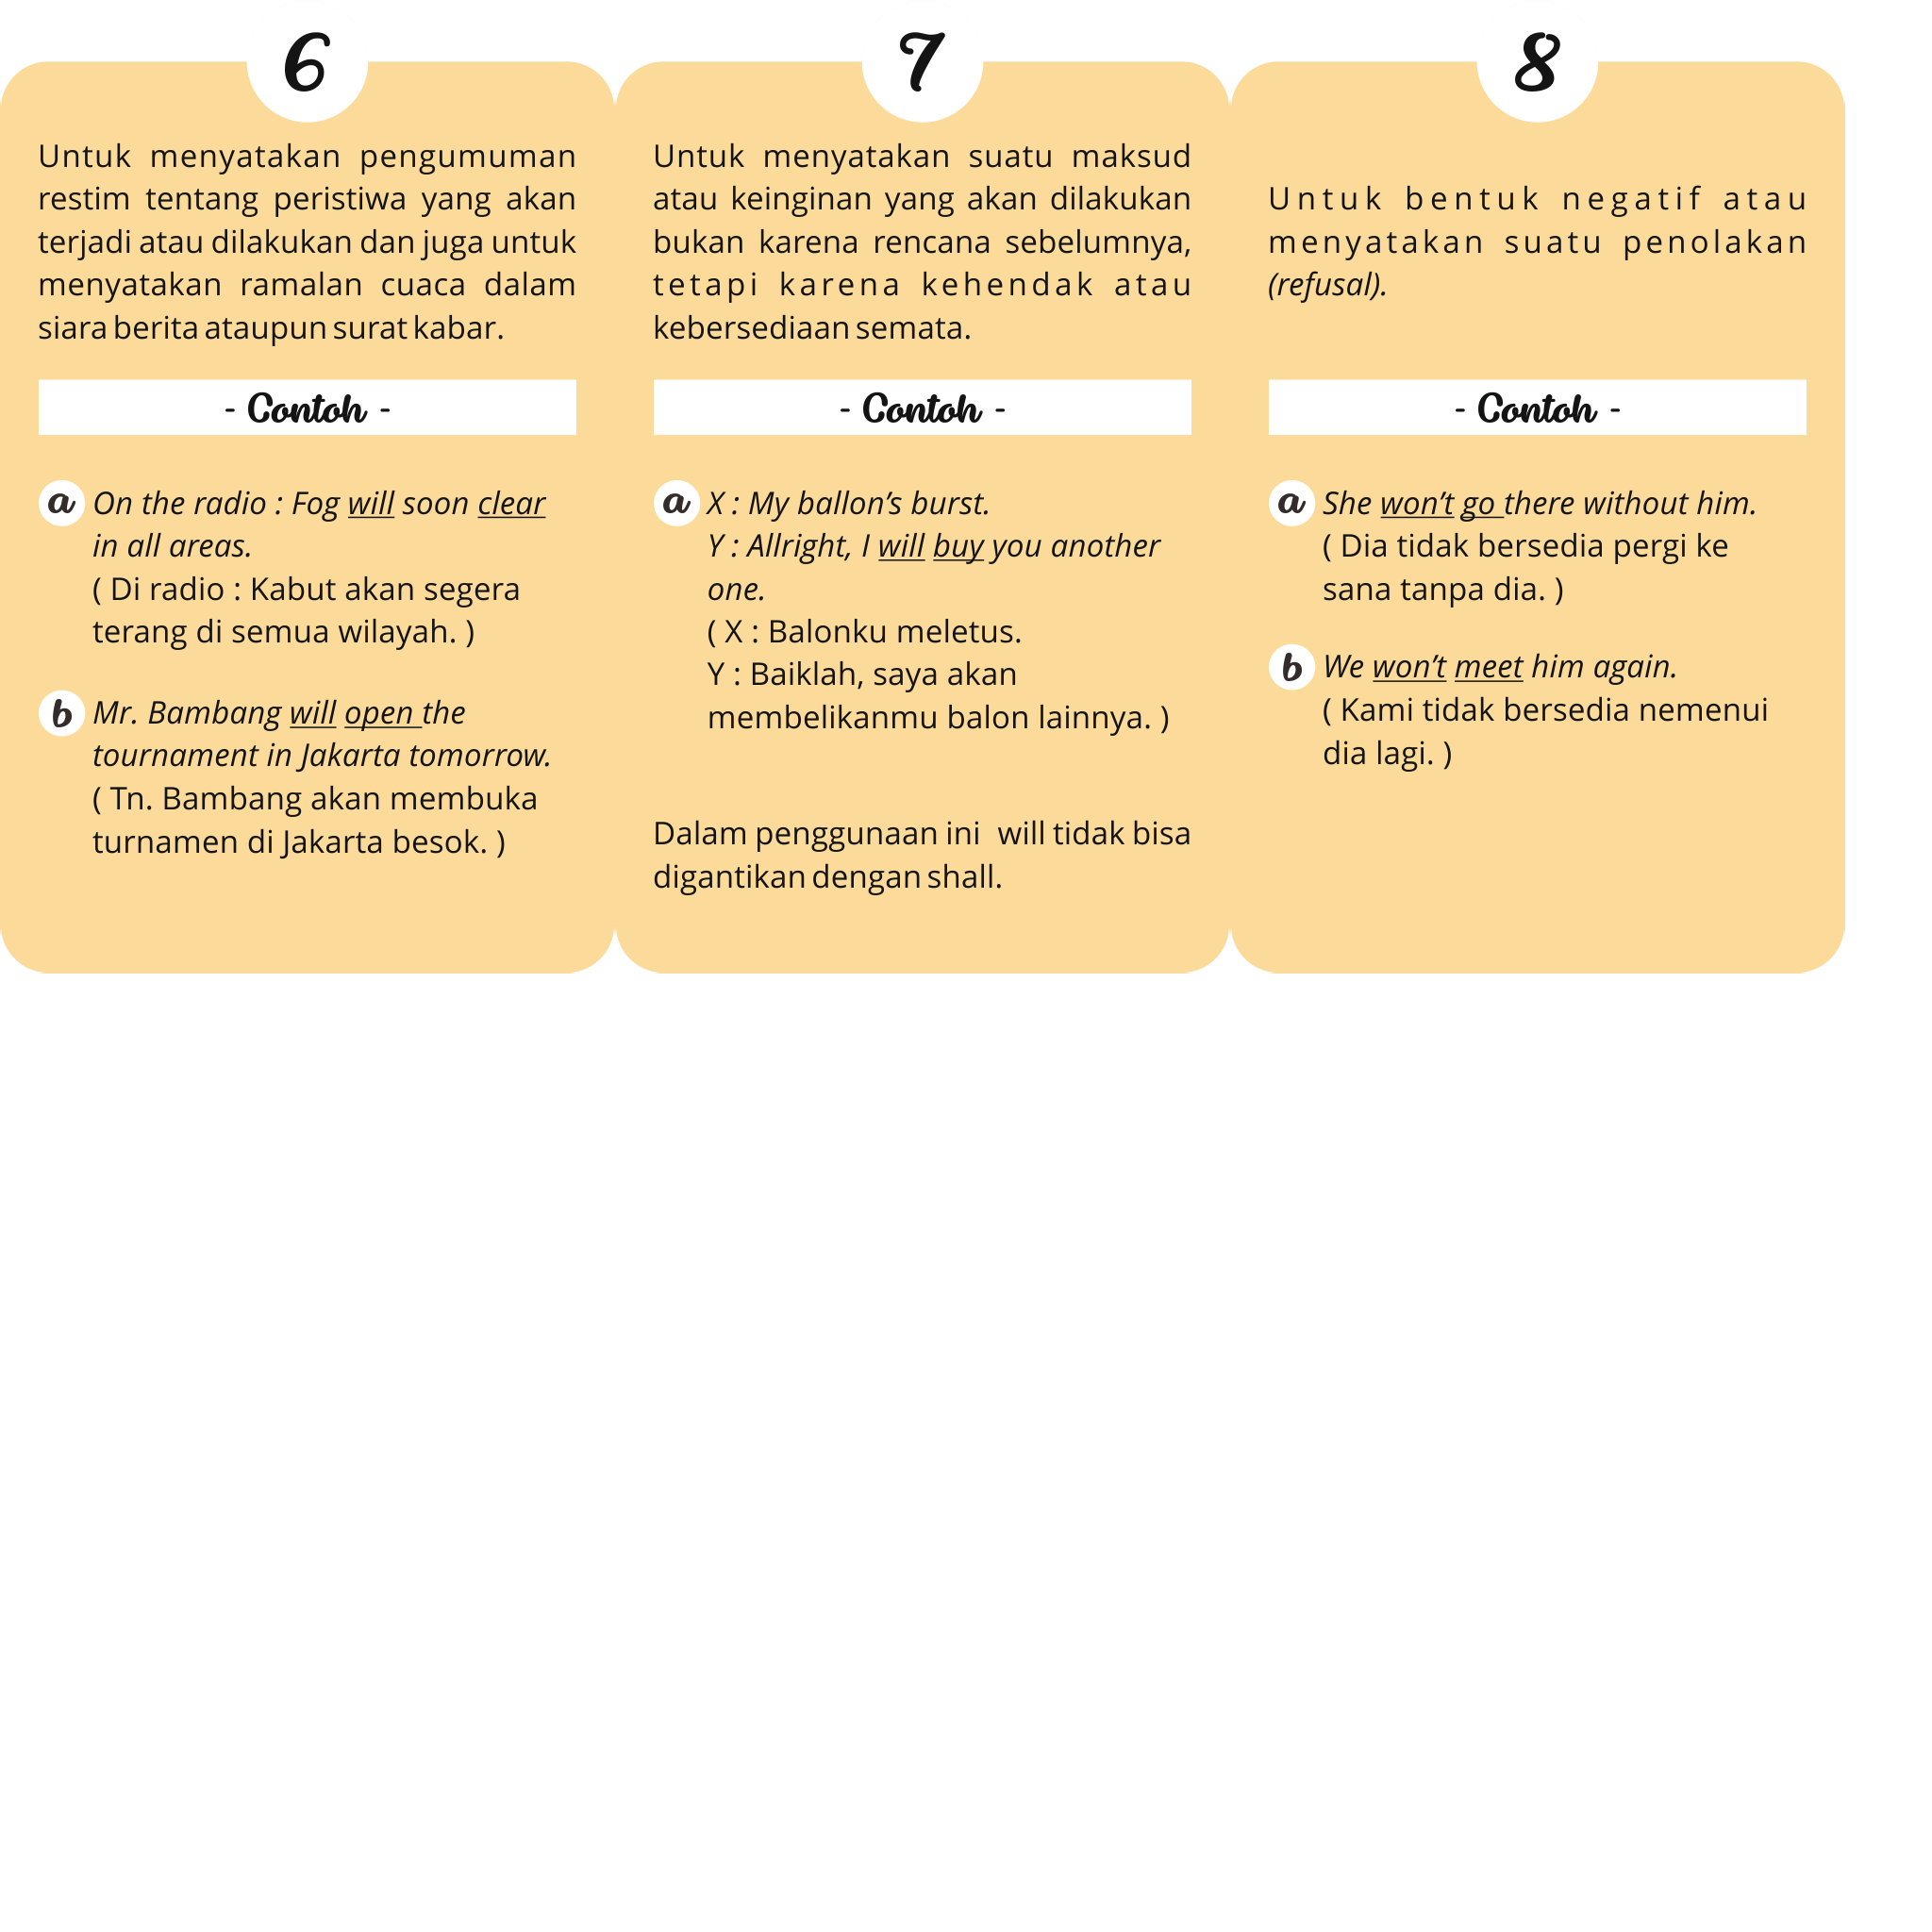 6
Untuk menyatakan pengumuman
restim tentang peristiwa yang akan
terjadi atau dilakukan dan juga untuk
menyatakan ramalan cuaca dalam
siara berita ataupun surat kabar.
- Contoh -
a On the radio : Fog will soon clear
in all areas.
( Di radio : Kabut akan segera
terang di semua wilayah. )
b Mr. Bambang will open the
tournament in Jakarta tomorrow.
( Tn. Bambang akan membuka
turnamen di Jakarta besok. )
7
Untuk menyatakan suatu maksud
atau keinginan yang akan dilakukan
bukan karena rencana sebelumnya,
tetapi karena kehendak atau
kebersediaan semata.
- Contoh -
a X : My ballon’s burst.
Y : Allright, I will buy you another
one.
( X : Balonku meletus.
Y : Baiklah, saya akan
membelikanmu balon lainnya. )
Dalam penggunaan ini will tidak bisa
digantikan dengan shall.
8
Untuk bentuk negatif atau
menyatakan suatu penolakan
(refusal).
- Contoh -
a She won’t go there without him.
( Dia tidak bersedia pergi ke
sana tanpa dia. )
b We won’t meet him again.
( Kami tidak bersedia nemenui
dia lagi. )